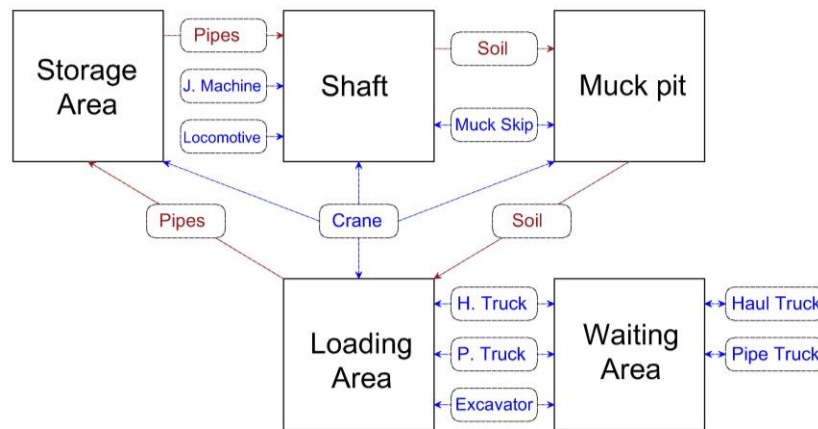 Pipes
Soil
Storage
Area
J. Machine
Shaft
Muck pit
Locomotive
Muck Skip
Pipes
Crane
Soil
H. Truck
Haul Truck
Loading
Area
P. Truck
Waiting
Area
Pipe Truck
Excavator